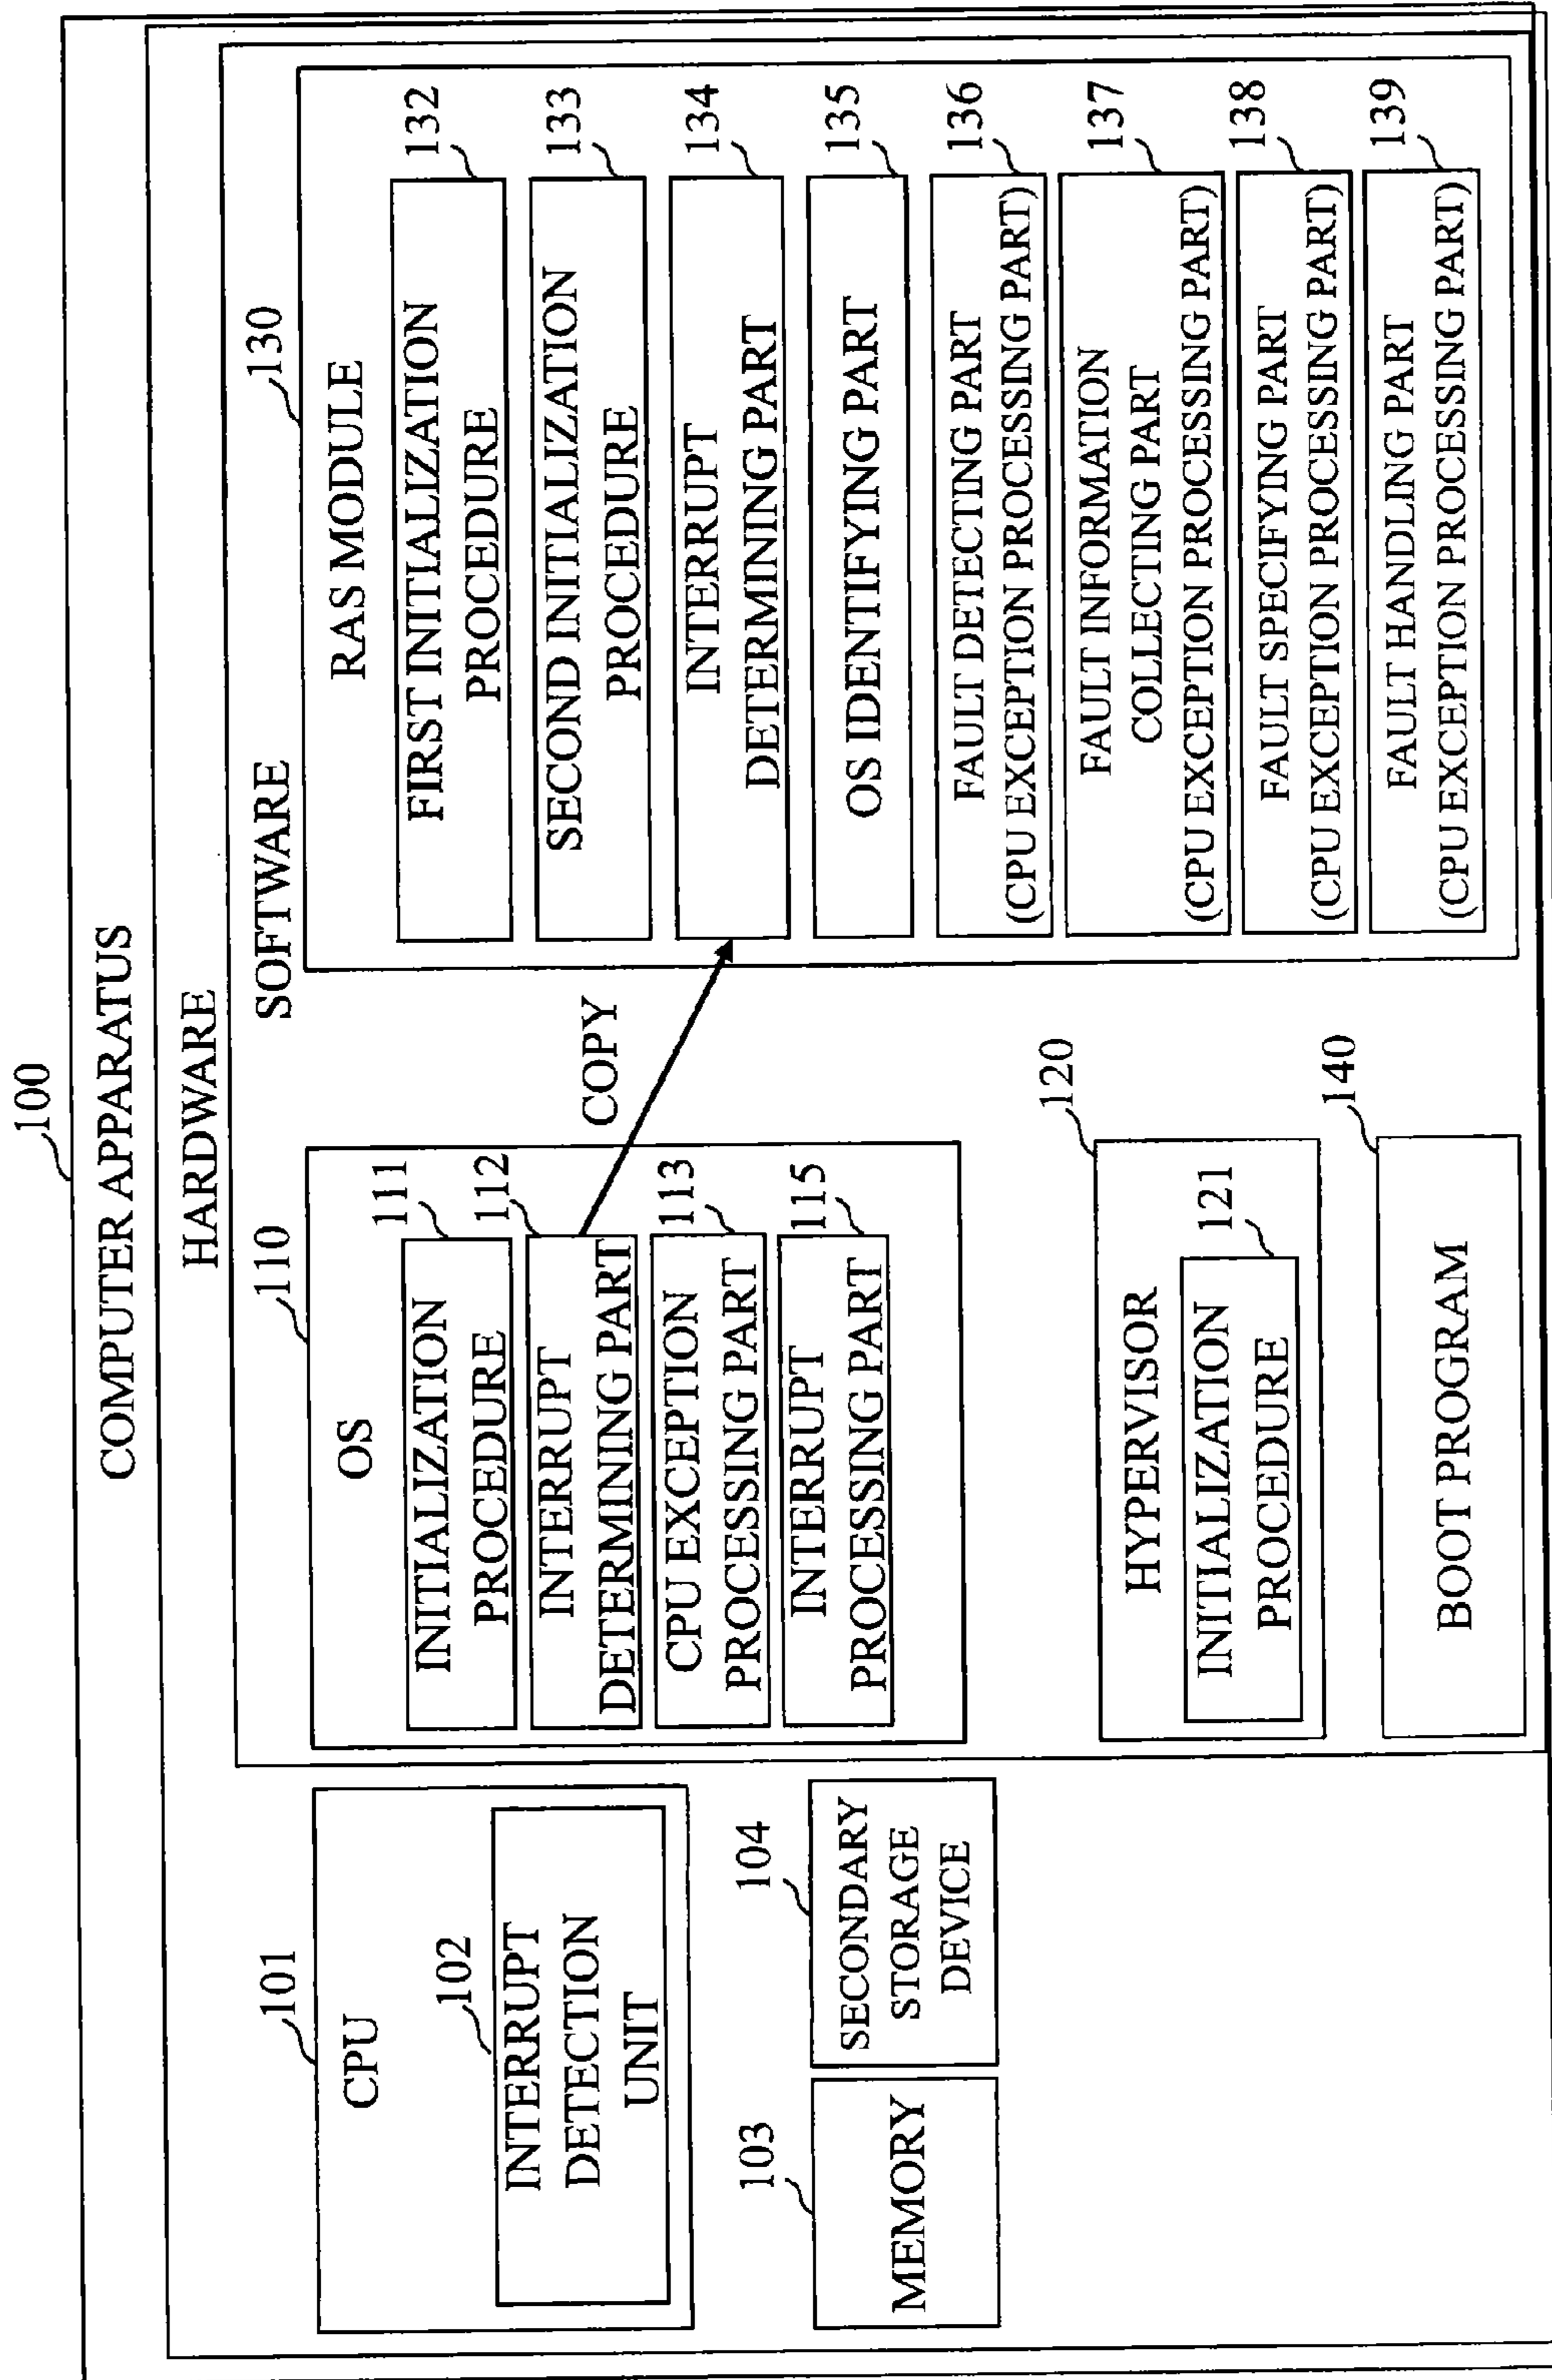 100
COMPUTER APPARATUS
HARDWARE
101
CPU
102
INTERRUPT
DETECTION
UNIT
103
MEMORY
104
SECONDARY
STORAGE
DEVICE
SOFTWARE
110
OS
111
INITIALIZATION
PROCEDURE
112
INTERRUPT
DETERMINING PART
113
CPU EXCEPTION
PROCESSING PART
115
INTERRUPT
PROCESSING PART
COPY
120
HYPERVISOR
121
INITIALIZATION
PROCEDURE
140
BOOT PROGRAM
130
RAS MODULE
132
FIRST INITIALIZATION
PROCEDURE
133
SECOND INITIALIZATION
PROCEDURE
134
INTERRUPT
DETERMINING PART
135
OS IDENTIFYING PART
136
FAULT DETECTING PART
(CPU EXCEPTION PROCESSING PART)
137
FAULT INFORMATION
COLLECTING PART
(CPU EXCEPTION PROCESSING PART)
138
FAULT SPECIFYING PART
(CPU EXCEPTION PROCESSING PART)
139
FAULT HANDLING PART
(CPU EXCEPTION PROCESSING PART)